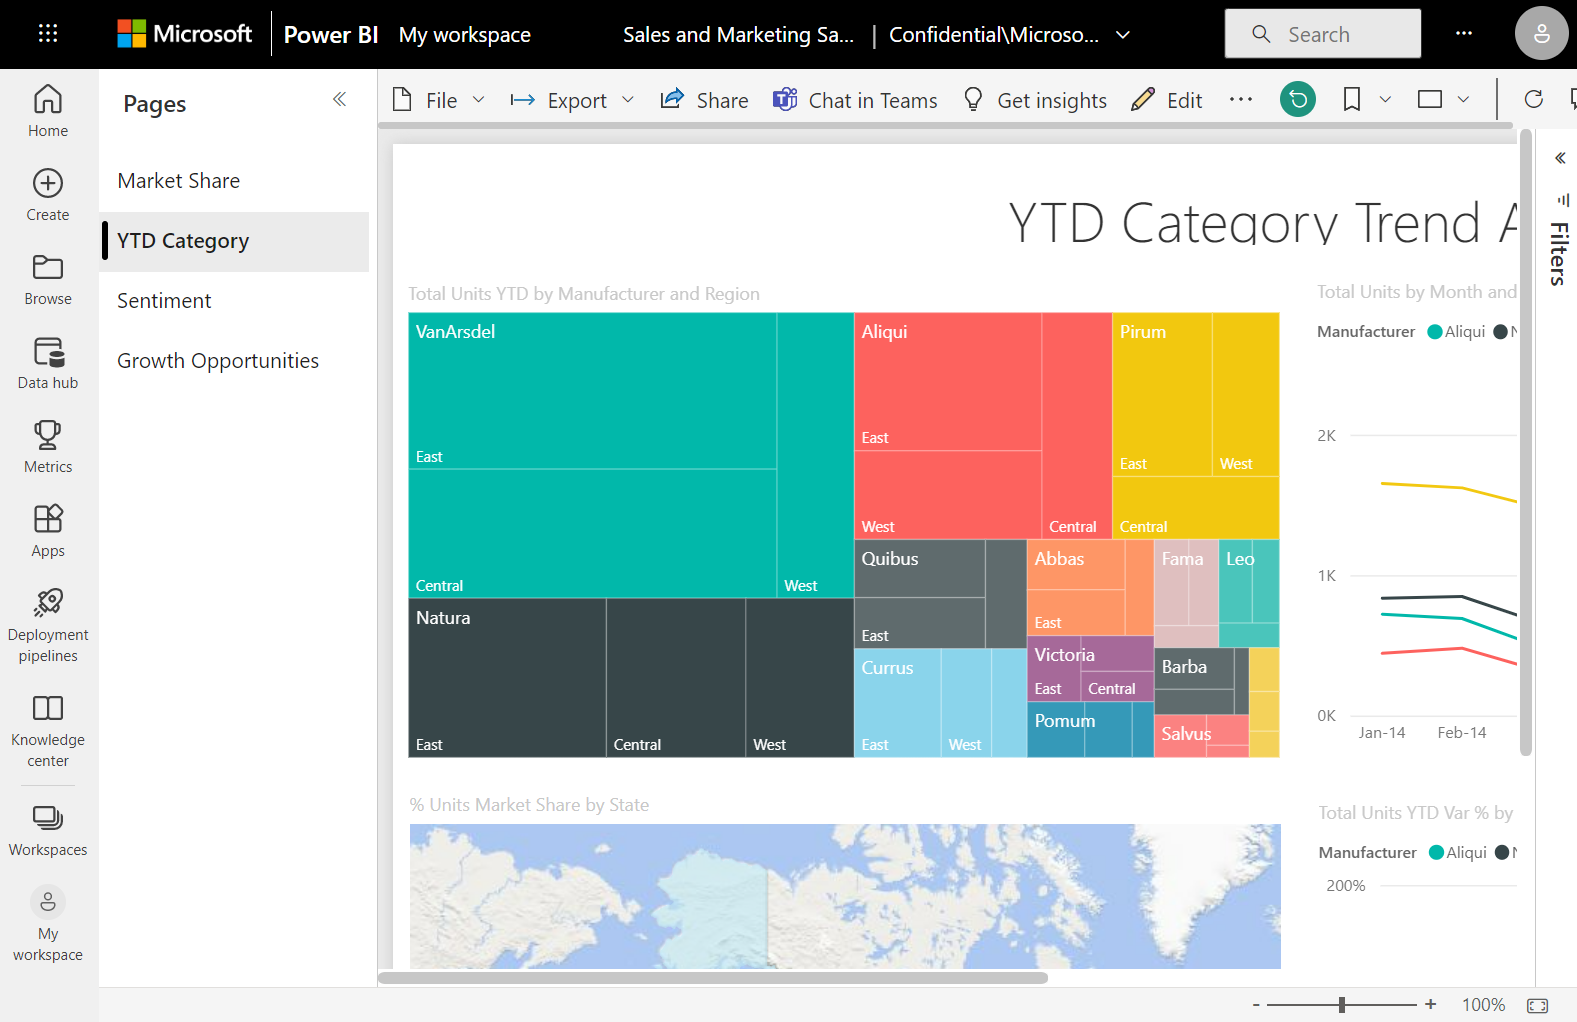 Microsoft Power BI My workspace Sales and Marketing Sa... | Confidential\Microso... Search ...
Home
Create
Browse
Data hub
Metrics
Apps
Deployment
pipelines
Knowledge
center
Workspaces
My
workspace
Pages
Market Share
YTD Category
Sentiment
Growth Opportunities
File Export Share Chat in Teams Get insights Edit ...
YTD Category Trend A
Total Units YTD by Manufacturer and Region
VanArsdel
East
Central
West
Natura
East
Central
West
Aliqui
East
West
Central
Pirum
East
West
Central
Quibus
East
Currus
East
West
Abbas
East
Victoria
East
Central
Pomum
Fama
Leo
Barba
Salvus
Total Units by Month and
Manufacturer Aliqui N
2K
1K
0K
Jan-14 Feb-14
% Units Market Share by State
Total Units YTD Var % by
Manufacturer Aliqui N
200%
Filters
- + 100%